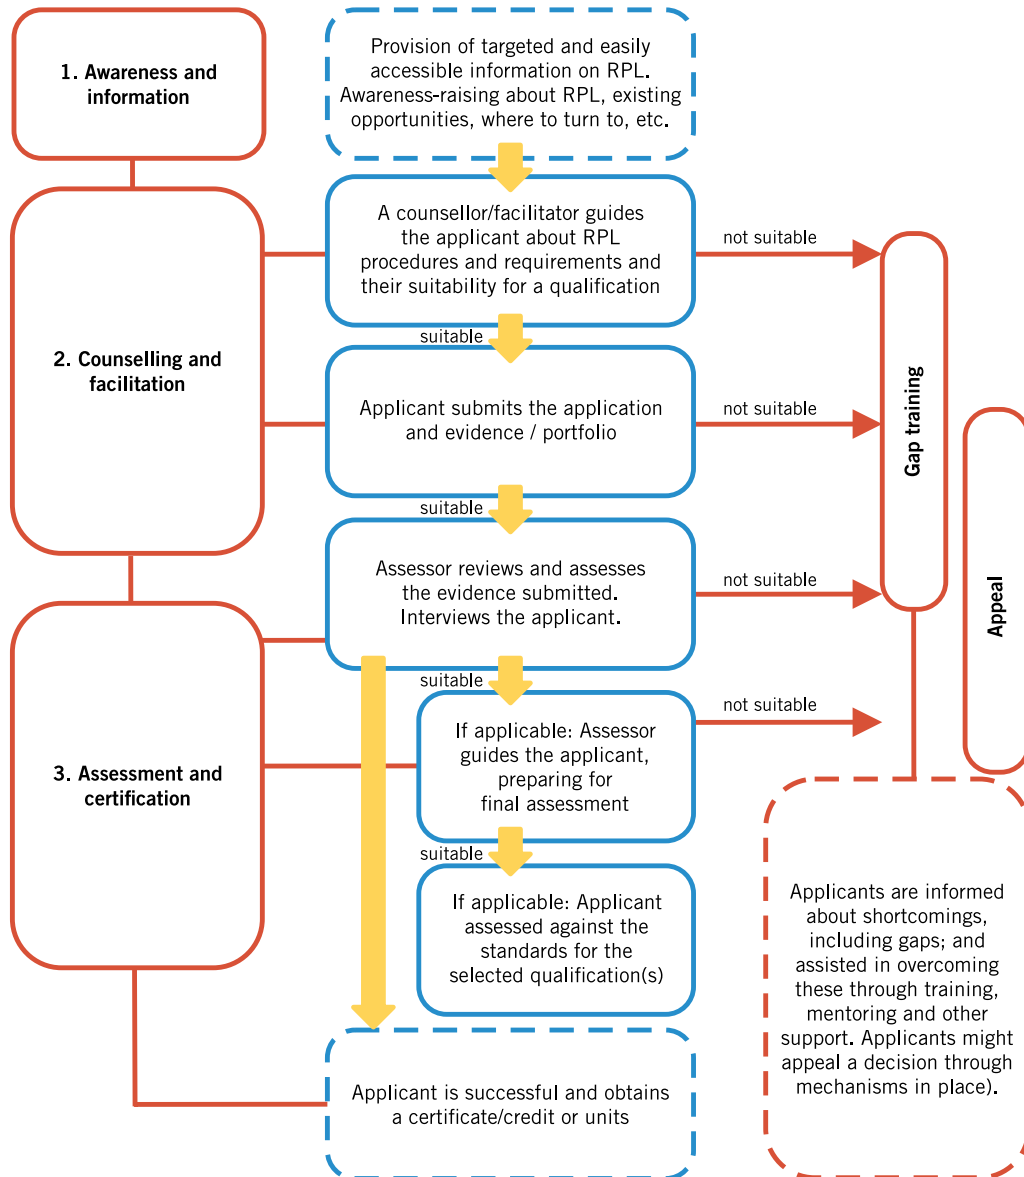 1. Awareness and
information
Provision of targeted and easily
accessible information on RPL.
Awareness-raising about RPL, existing
opportunities, where to turn to, etc.
A counsellor/facilitator guides
the applicant about RPL
procedures and requirements and
their suitability for a qualification
not suitable
suitable
2. Counselling and
facilitation
Applicant submits the application
and evidence / portfolio
not suitable
suitable
Gap training
Appeal
Assessor reviews and assesses
the evidence submitted.
Interviews the applicant.
not suitable
suitable
3. Assessment and
certification
If applicable: Assessor
guides the applicant,
preparing for
final assessment
not suitable
suitable
If applicable: Applicant
assessed against the
standards for the
selected qualification(s)
Applicants are informed
about shortcomings,
including gaps; and
assisted in overcoming
these through training,
mentoring and other
support. Applicants might
appeal a decision through
mechanisms in place).
Applicant is successful and obtains
a certificate/credit or units